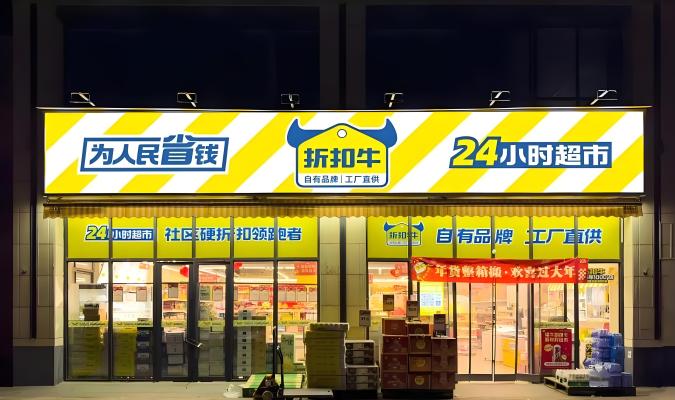 为人民省钱
折扣牛
自有品牌 | 工厂直供
24小时超市
24小时超市
社区硬折扣领跑者
折扣牛
自有品牌 工厂直供
年货整箱搬·欢喜过大年